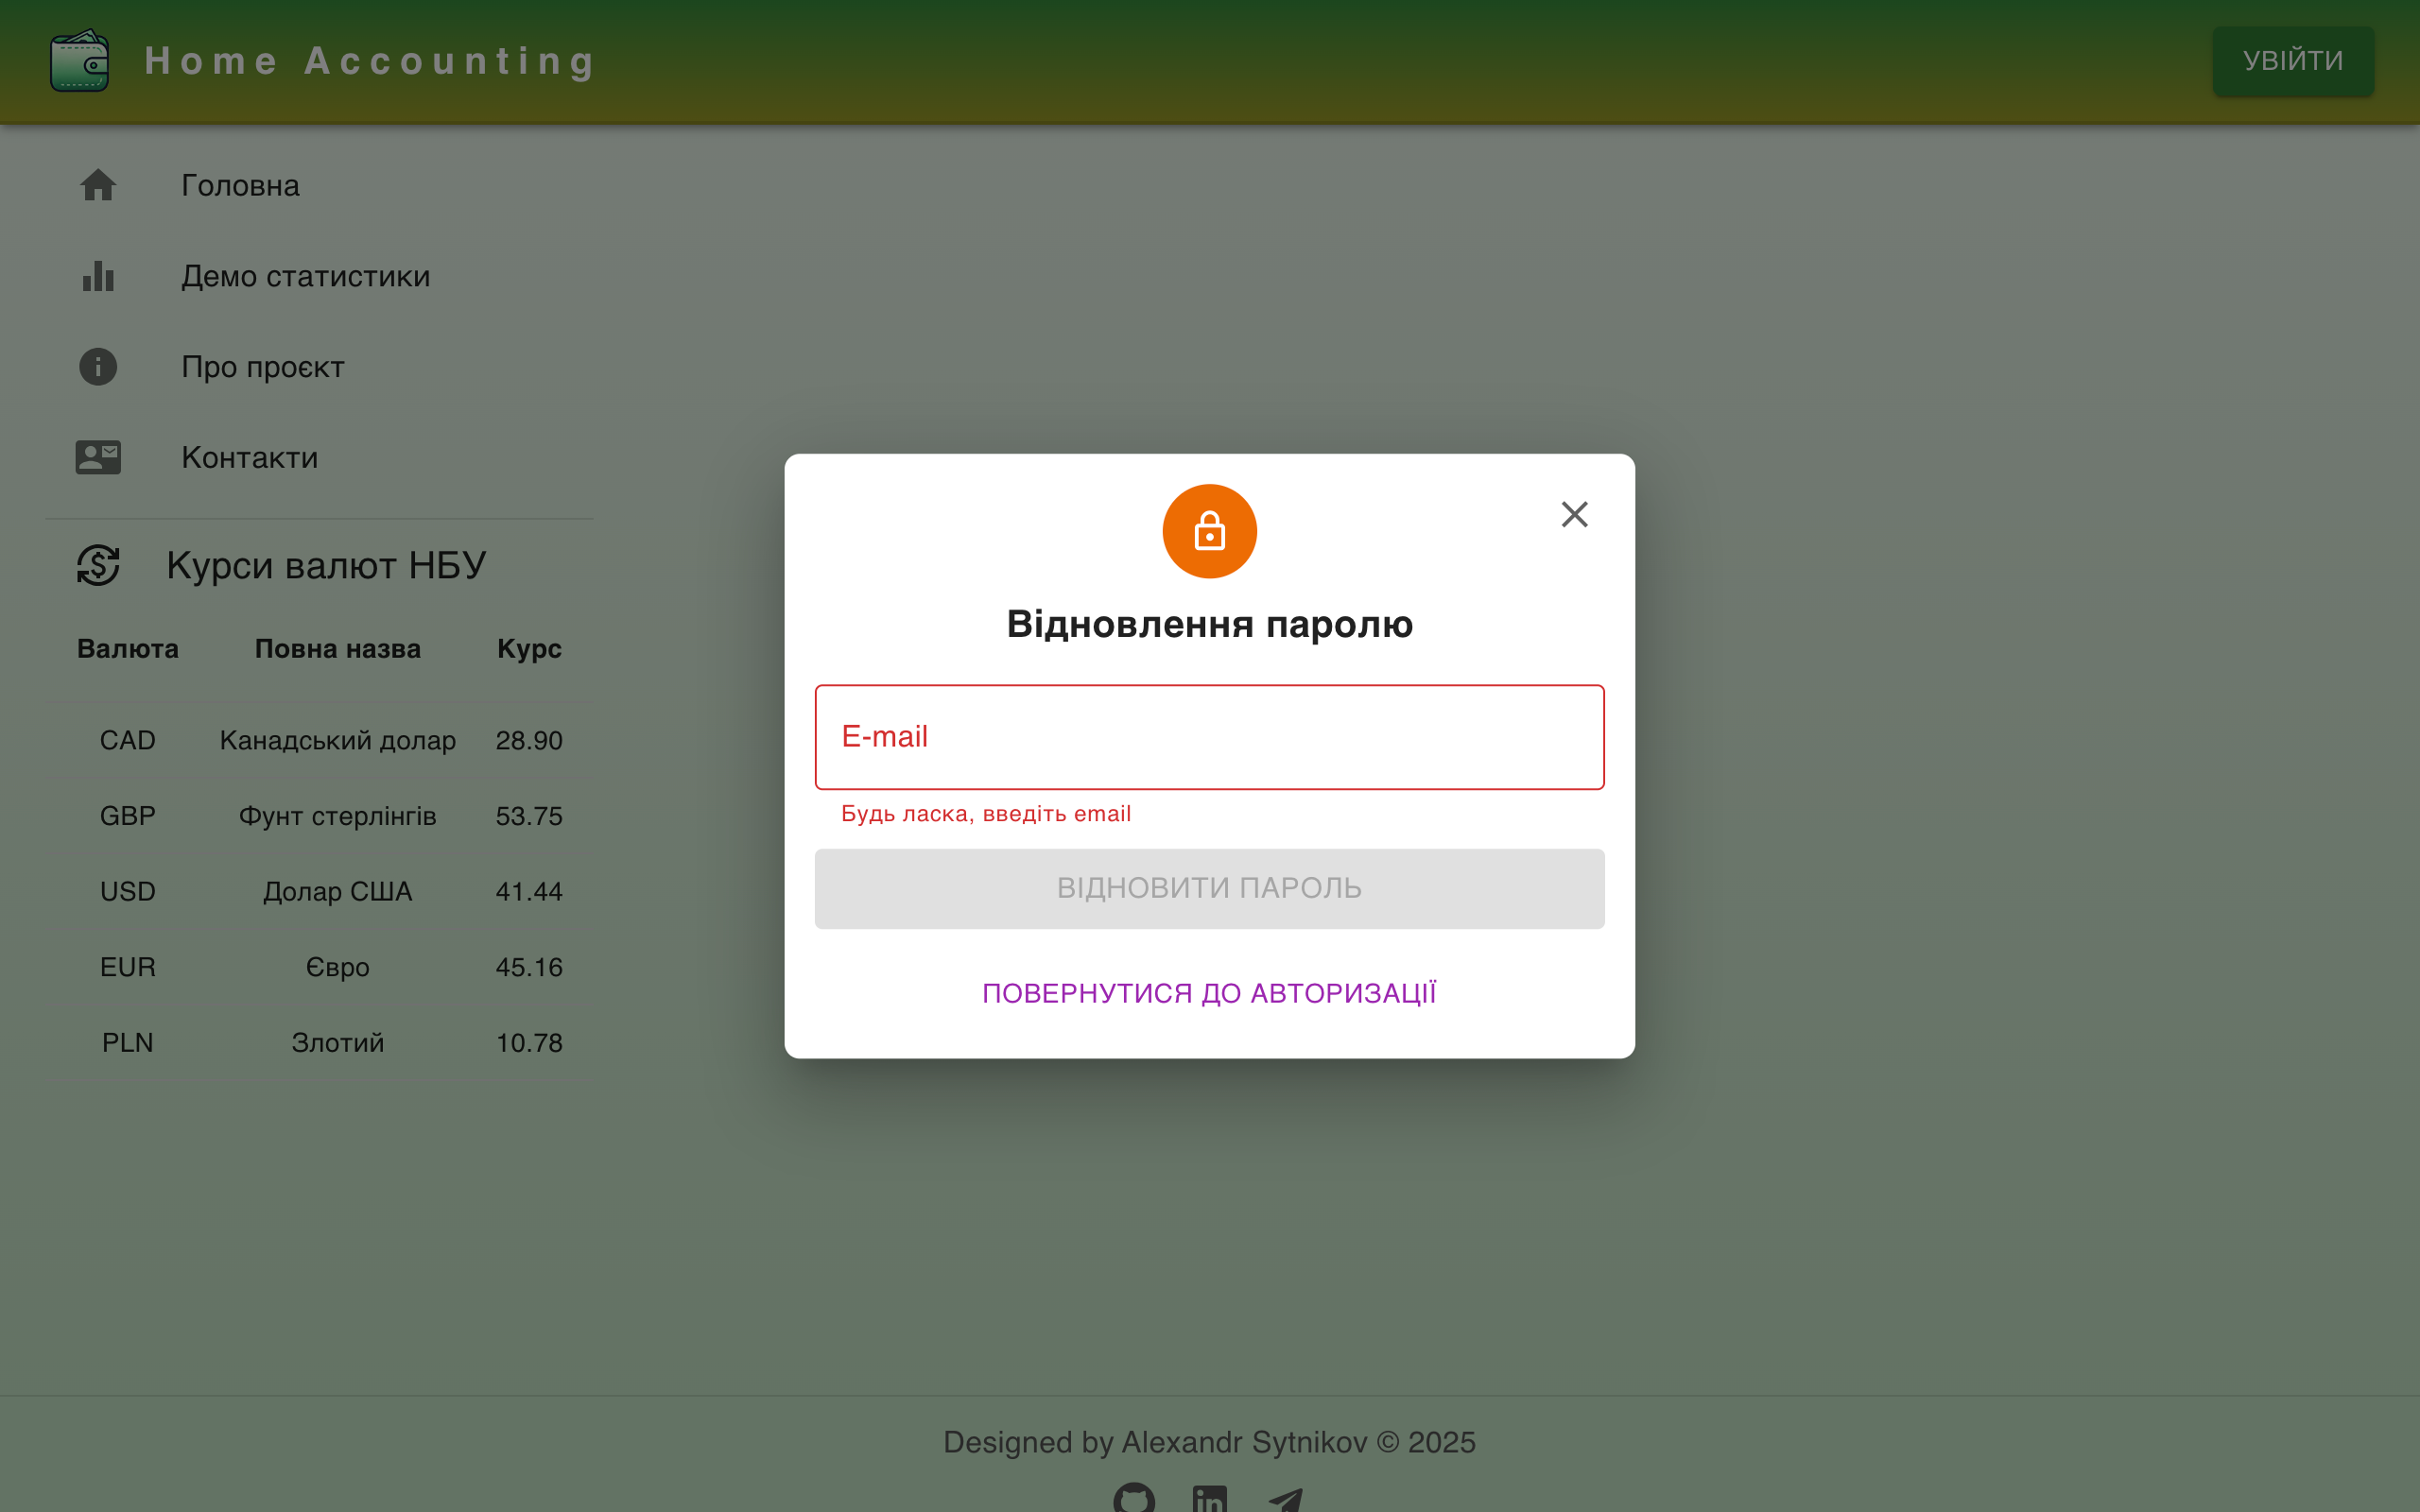 Home Accounting
УВІЙТИ
Головна
Демо статистики
Про проєкт
Контакти
Курси валют НБУ
Валюта Повна назва Курс
CAD Канадський долар 28.90
GBP Фунт стерлінгів 53.75
USD Долар США 41.44
EUR Євро 45.16
PLN Злотий 10.78
Відновлення паролю
E-mail
Будь ласка, введіть email
ВІДНОВИТИ ПАРОЛЬ
ПОВЕРНУТИСЯ ДО АВТОРИЗАЦІЇ
Designed by Alexandr Sytnikov © 2025